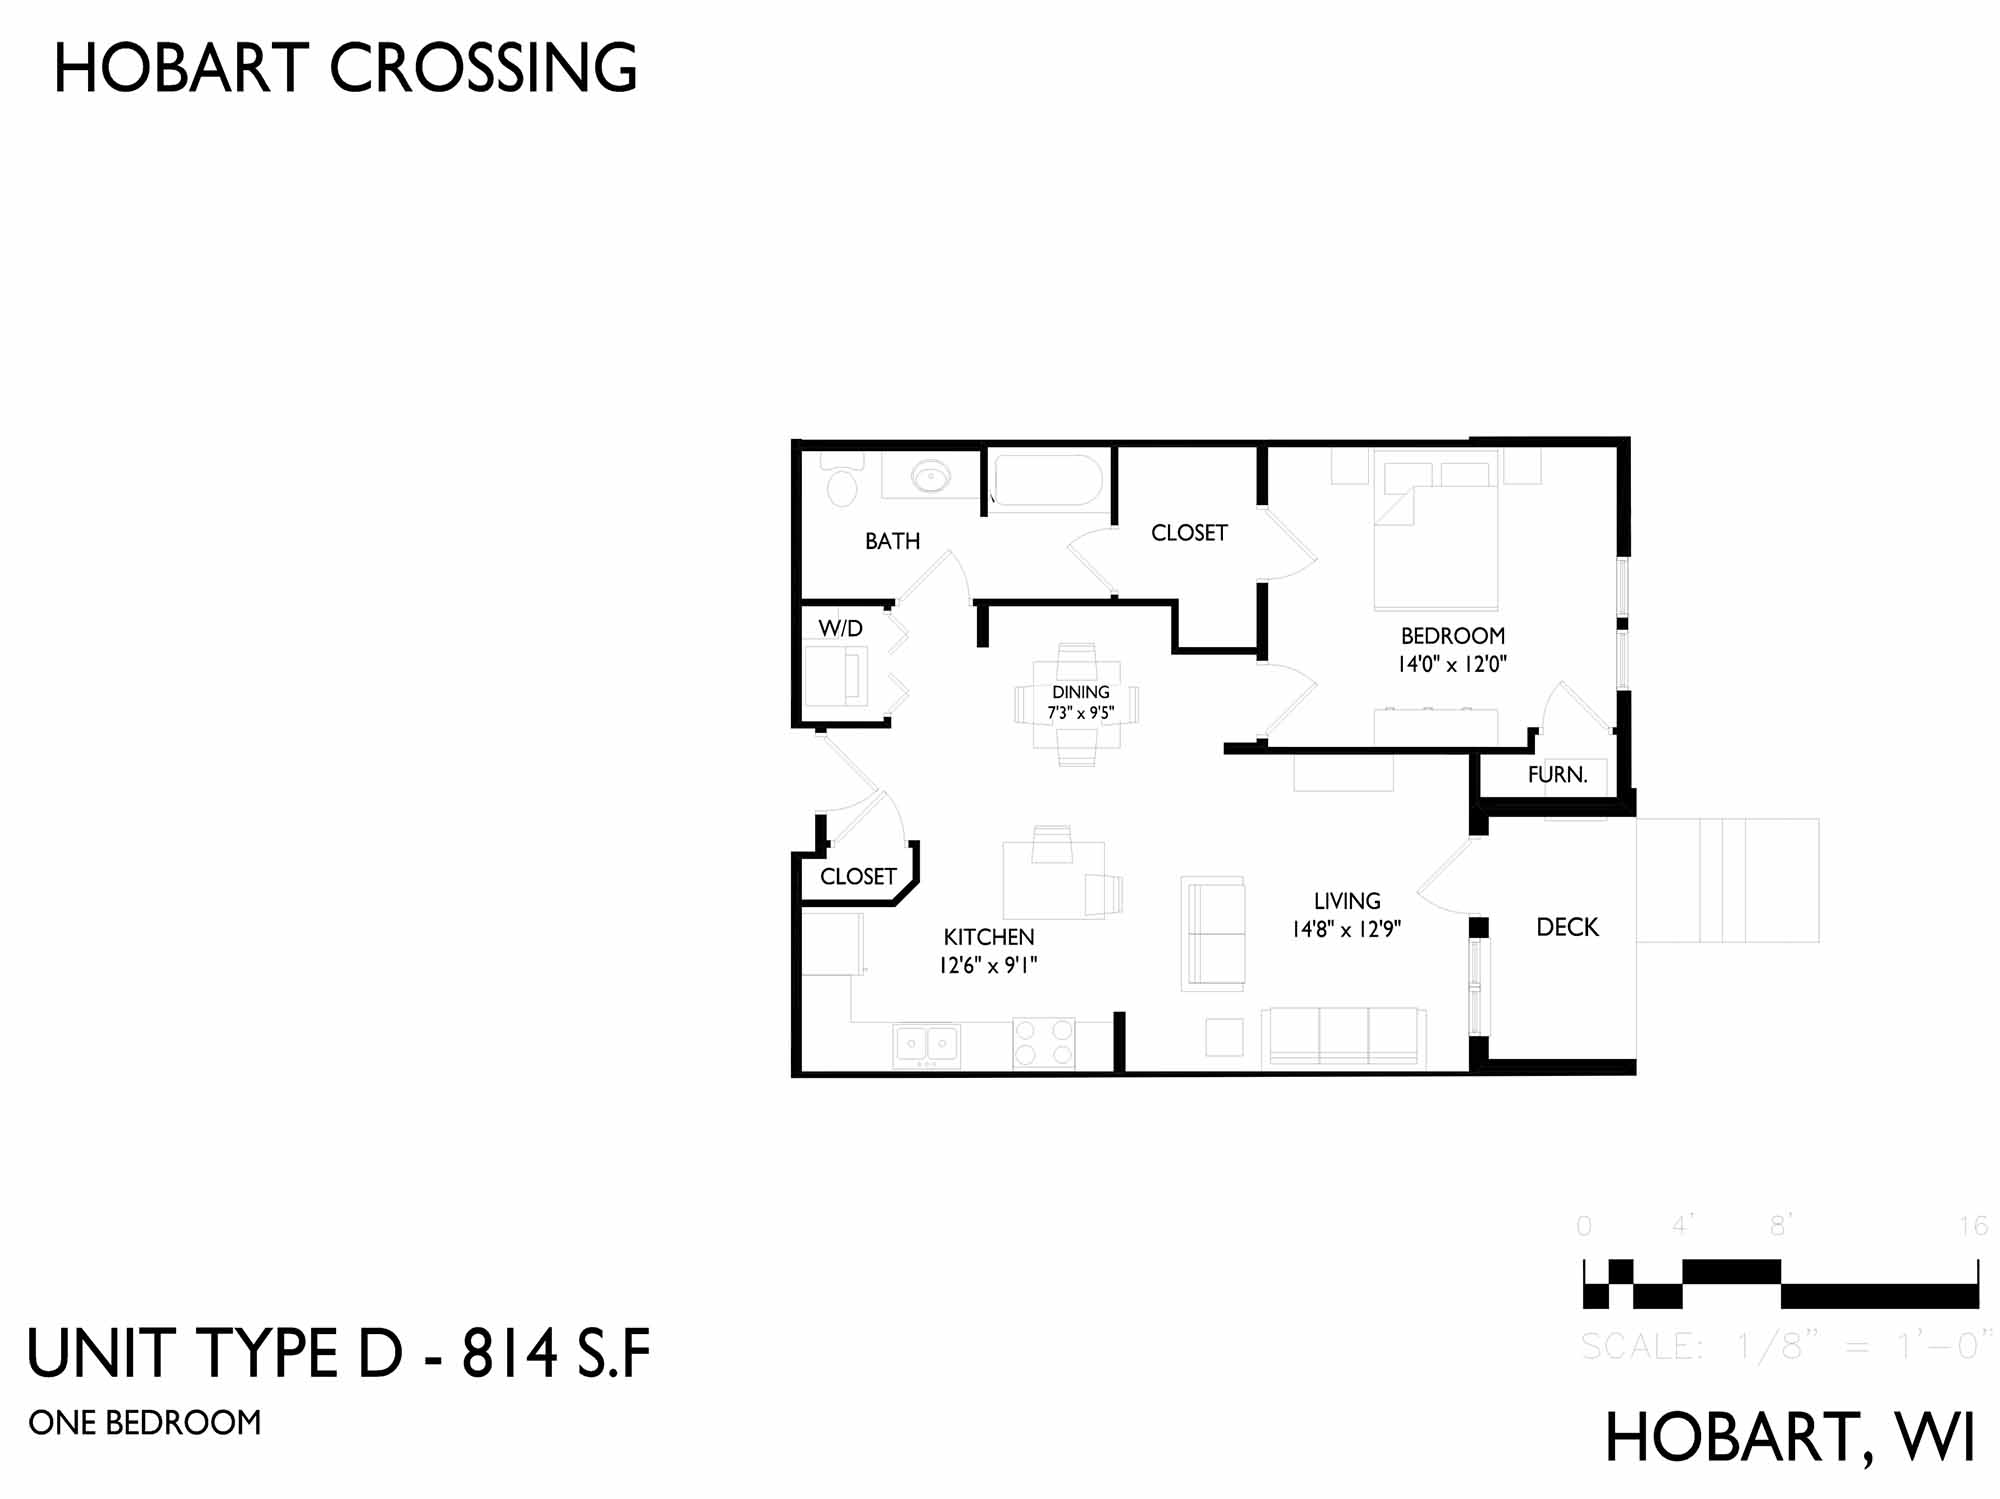 HOBART CROSSING
BATH
CLOSET
W/D
BEDROOM
14'0" x 12'0"
DINING
7'3" x 9'5"
FURN.
CLOSET
LIVING
14'8" x 12'9"
DECK
KITCHEN
12'6" x 9'1"
0 4' 8' 16
SCALE: 1/8" = 1'-0"
UNIT TYPE D - 814 S.F
ONE BEDROOM
HOBART, WI